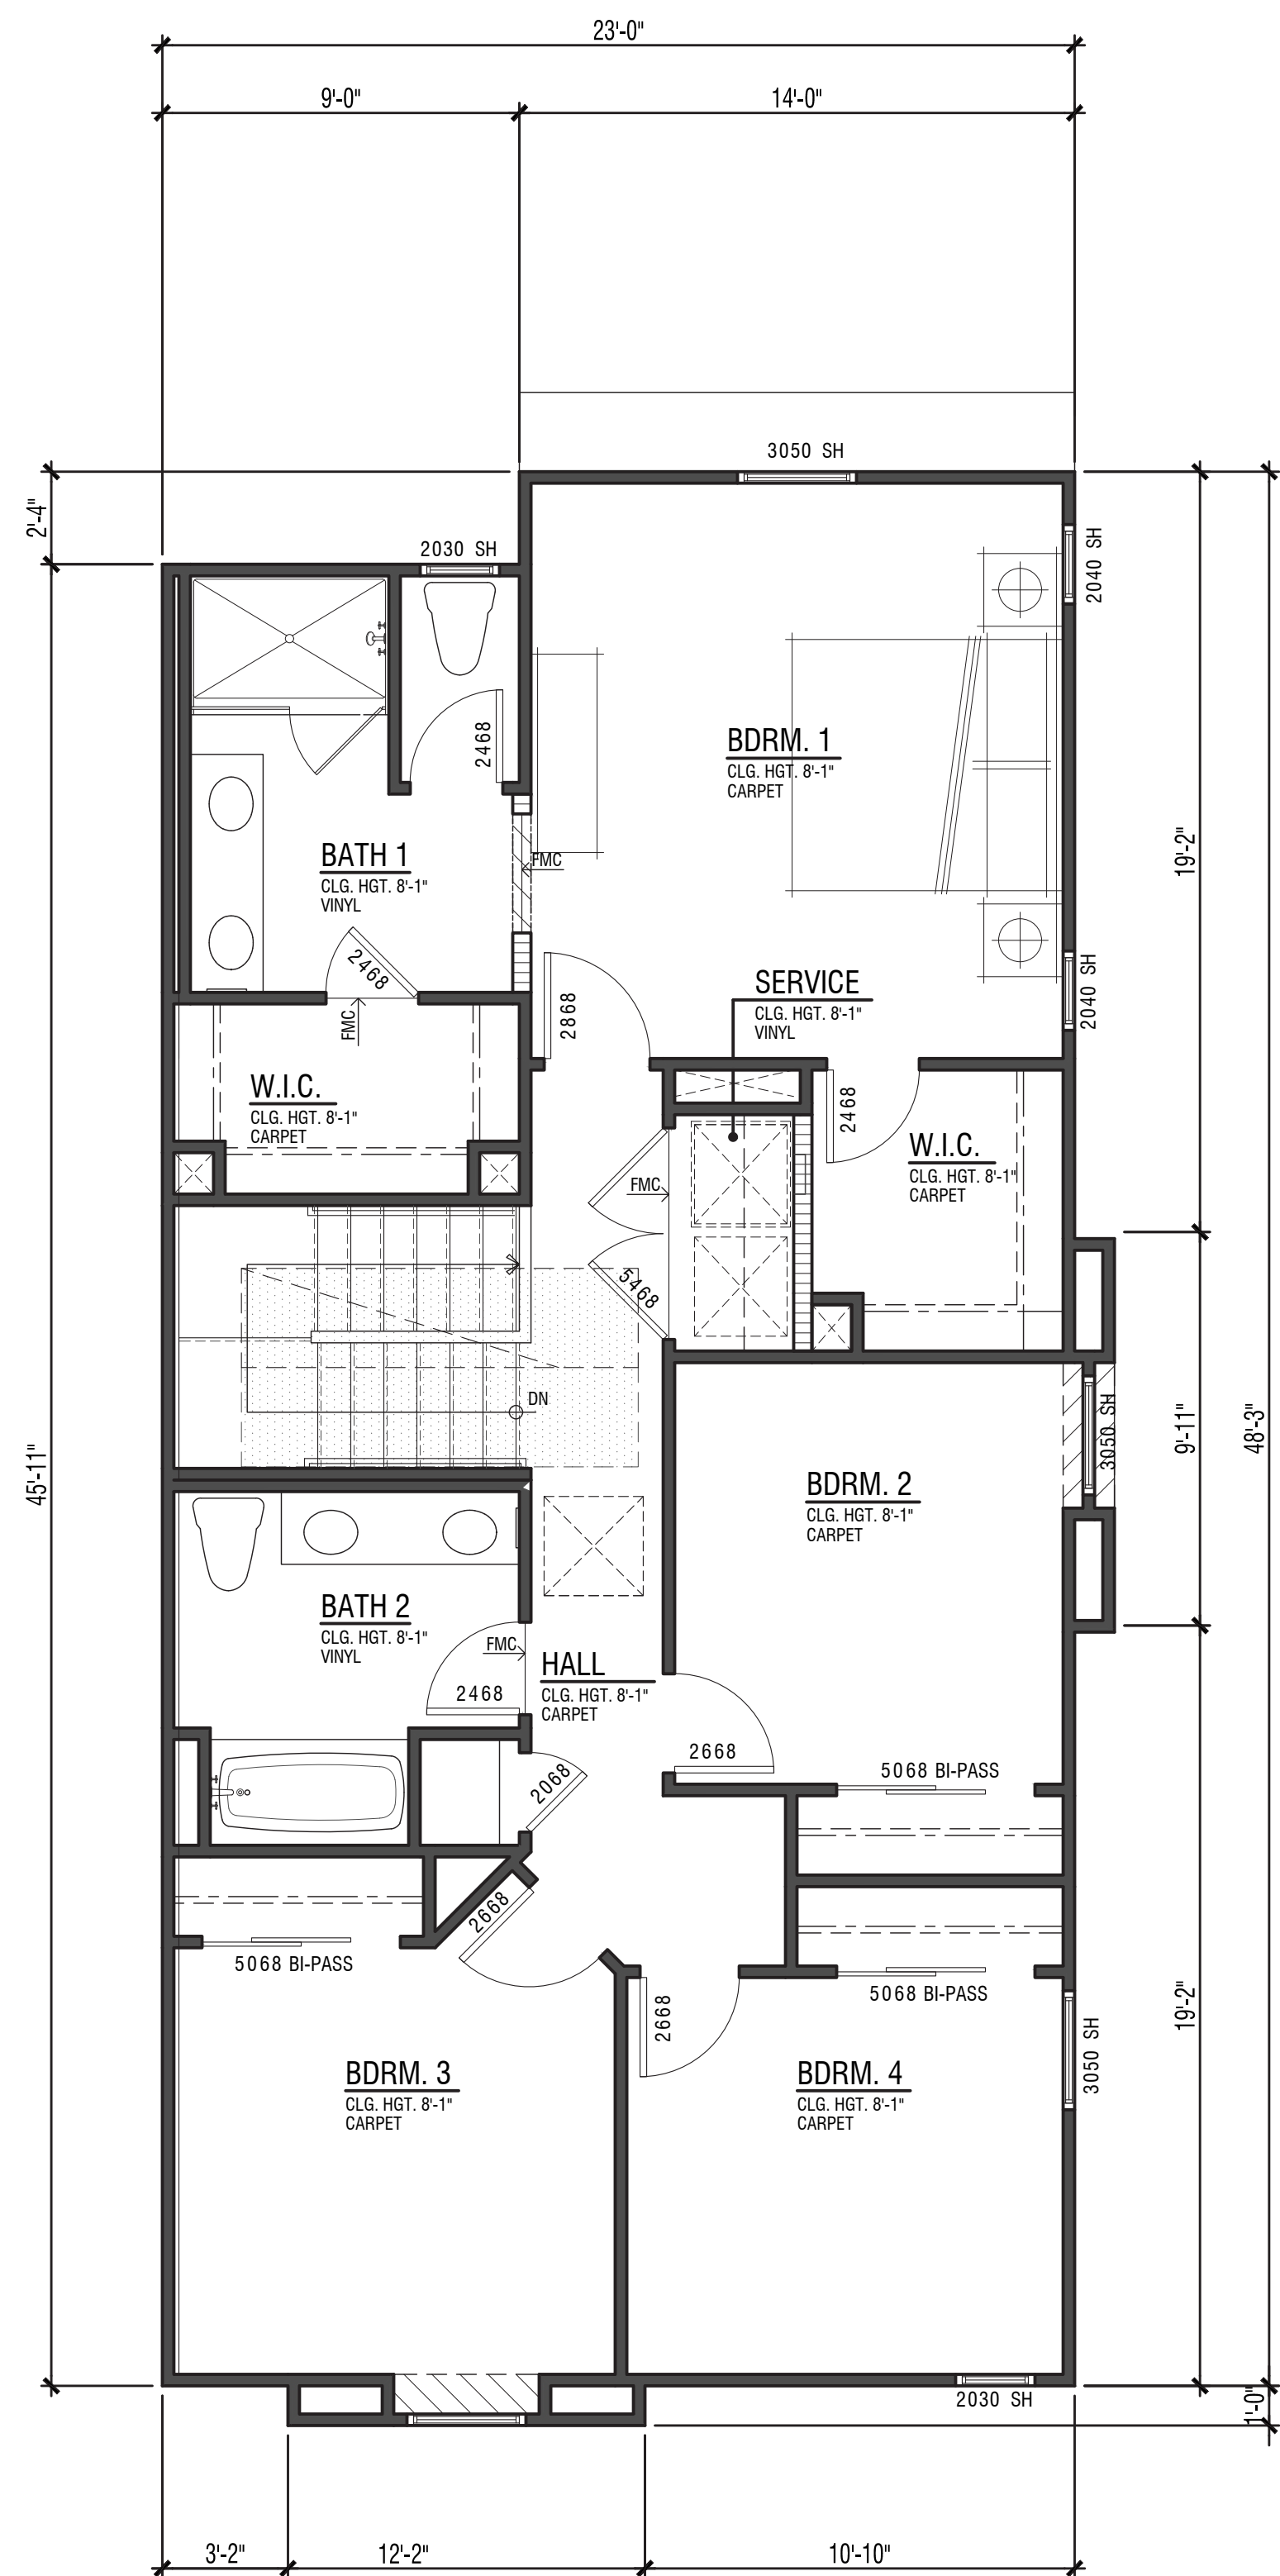 23'-0"
9'-0"
14'-0"
3050 SH
2'-4"
2030 SH
2040 SH
2468
BDRM. 1
CLG. HGT. 8'-1"
CARPET
19'-2"
BATH 1
CLG. HGT. 8'-1"
VINYL
FMC
2468
SERVICE
CLG. HGT. 8'-1"
VINYL
2040 SH
2868
FMC
W.I.C.
CLG. HGT. 8'-1"
CARPET
2468
W.I.C.
CLG. HGT. 8'-1"
CARPET
FMC
5468
DN
3050 SH
9'-11"
48'-3"
45'-11"
BDRM. 2
CLG. HGT. 8'-1"
CARPET
BATH 2
CLG. HGT. 8'-1"
VINYL
FMC
2468
HALL
CLG. HGT. 8'-1"
CARPET
2668
5068 BI-PASS
2068
2668
5068 BI-PASS
5068 BI-PASS
2668
3050 SH
19'-2"
BDRM. 3
CLG. HGT. 8'-1"
CARPET
BDRM. 4
CLG. HGT. 8'-1"
CARPET
2030 SH
1'-0"
3'-2"
12'-2"
10'-10"